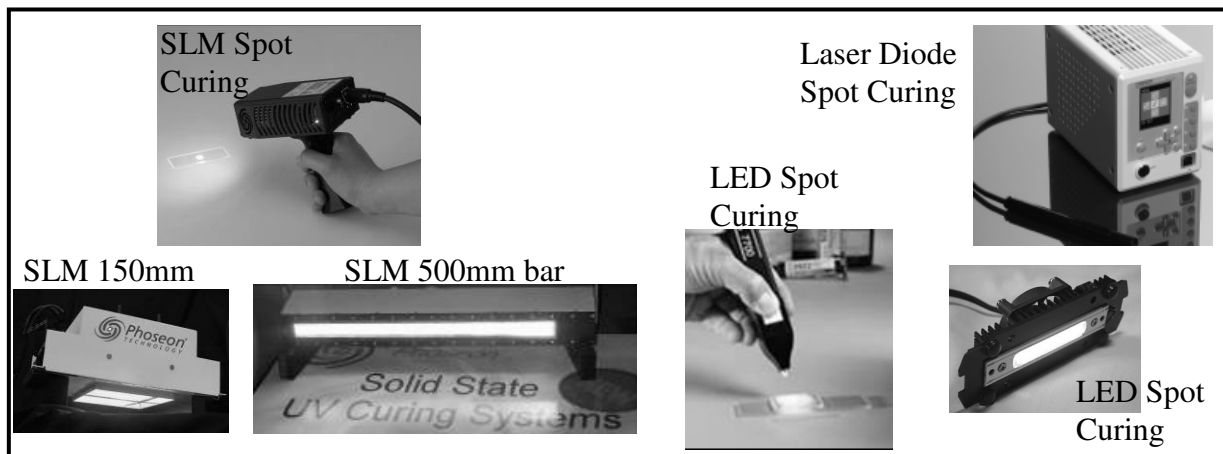 SLM Spot
Curing
Laser Diode
Spot Curing
LED Spot
Curing
SLM 150mm
SLM 500mm bar
Phoseon
TECHNOLOGY
Solid State
UV Curing Systems
LED Spot
Curing